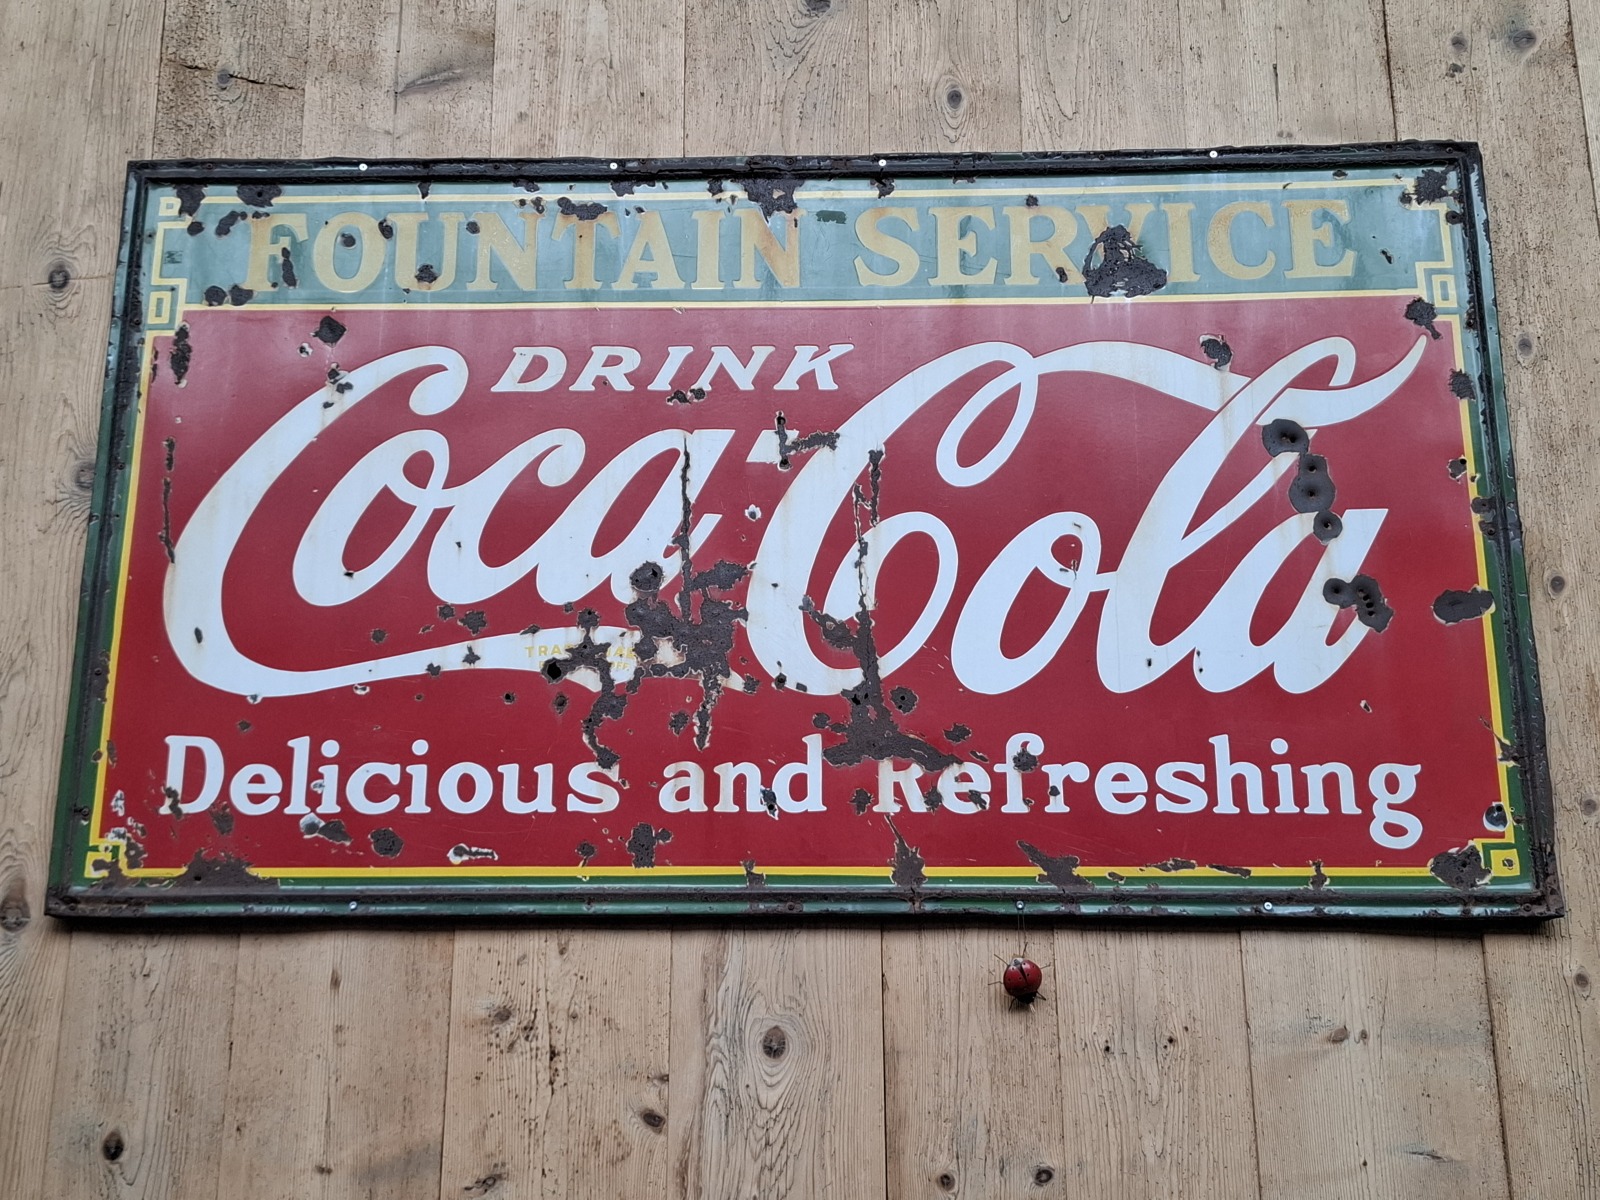 FOUNTAIN SERVICE
DRINK
Coca-Cola
Delicious and Refreshing